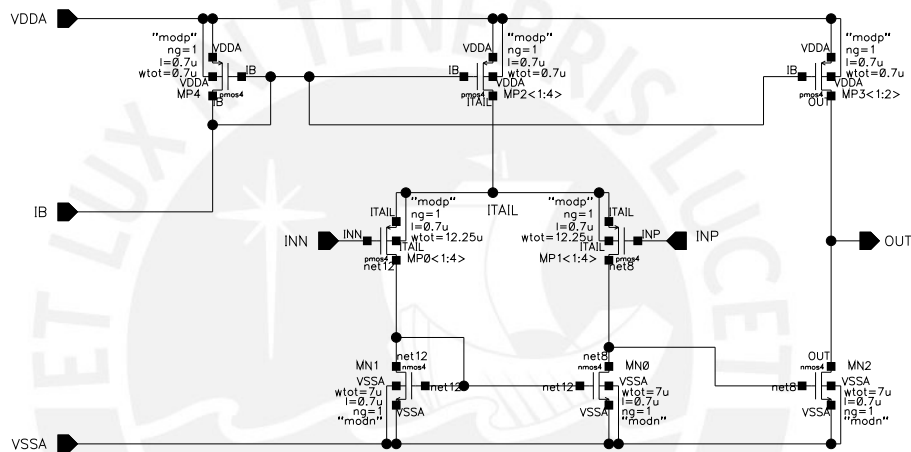 ET LUX IN TENEBRIS LUCET
VDDA
"modp"
ng=1
l=0.7u
wtot=0.7u
VDDA
IB
VDDA
MP4
pmos4
IB
"modp"
ng=1
l=0.7u
wtot=0.7u
VDDA
IB
VDDA
MP2<1:4>
pmos4
ITAIL
"modp"
ng=1
l=0.7u
wtot=0.7u
VDDA
IB
VDDA
MP3<1:2>
pmos4
OUT
IB
ITAIL
"modp"
ng=1
l=0.7u
wtot=12.25u
ITAIL
INN
INN
ITAIL
MP0<1:4>
pmos4
net12
"modp"
ng=1
l=0.7u
wtot=12.25u
ITAIL
INP
INP
ITAIL
MP1<1:4>
pmos4
net8
OUT
net12
nmos4
MN1
VSSA
wtot=7u
l=0.7u
ng=1
"modn"
net12
VSSA
net8
nmos4
MN0
net12
VSSA
wtot=7u
l=0.7u
ng=1
"modn"
VSSA
OUT
nmos4
MN2
net8
VSSA
wtot=7u
l=0.7u
ng=1
"modn"
VSSA
VSSA